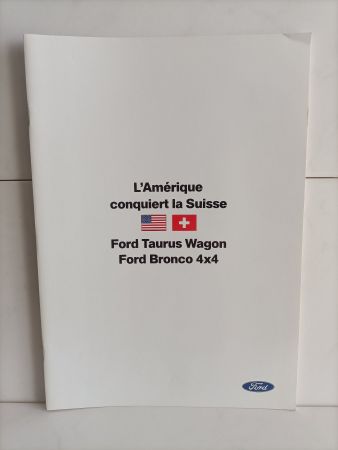 L'Amérique
conquiert la Suisse
Ford Taurus Wagon
Ford Bronco 4x4
Ford